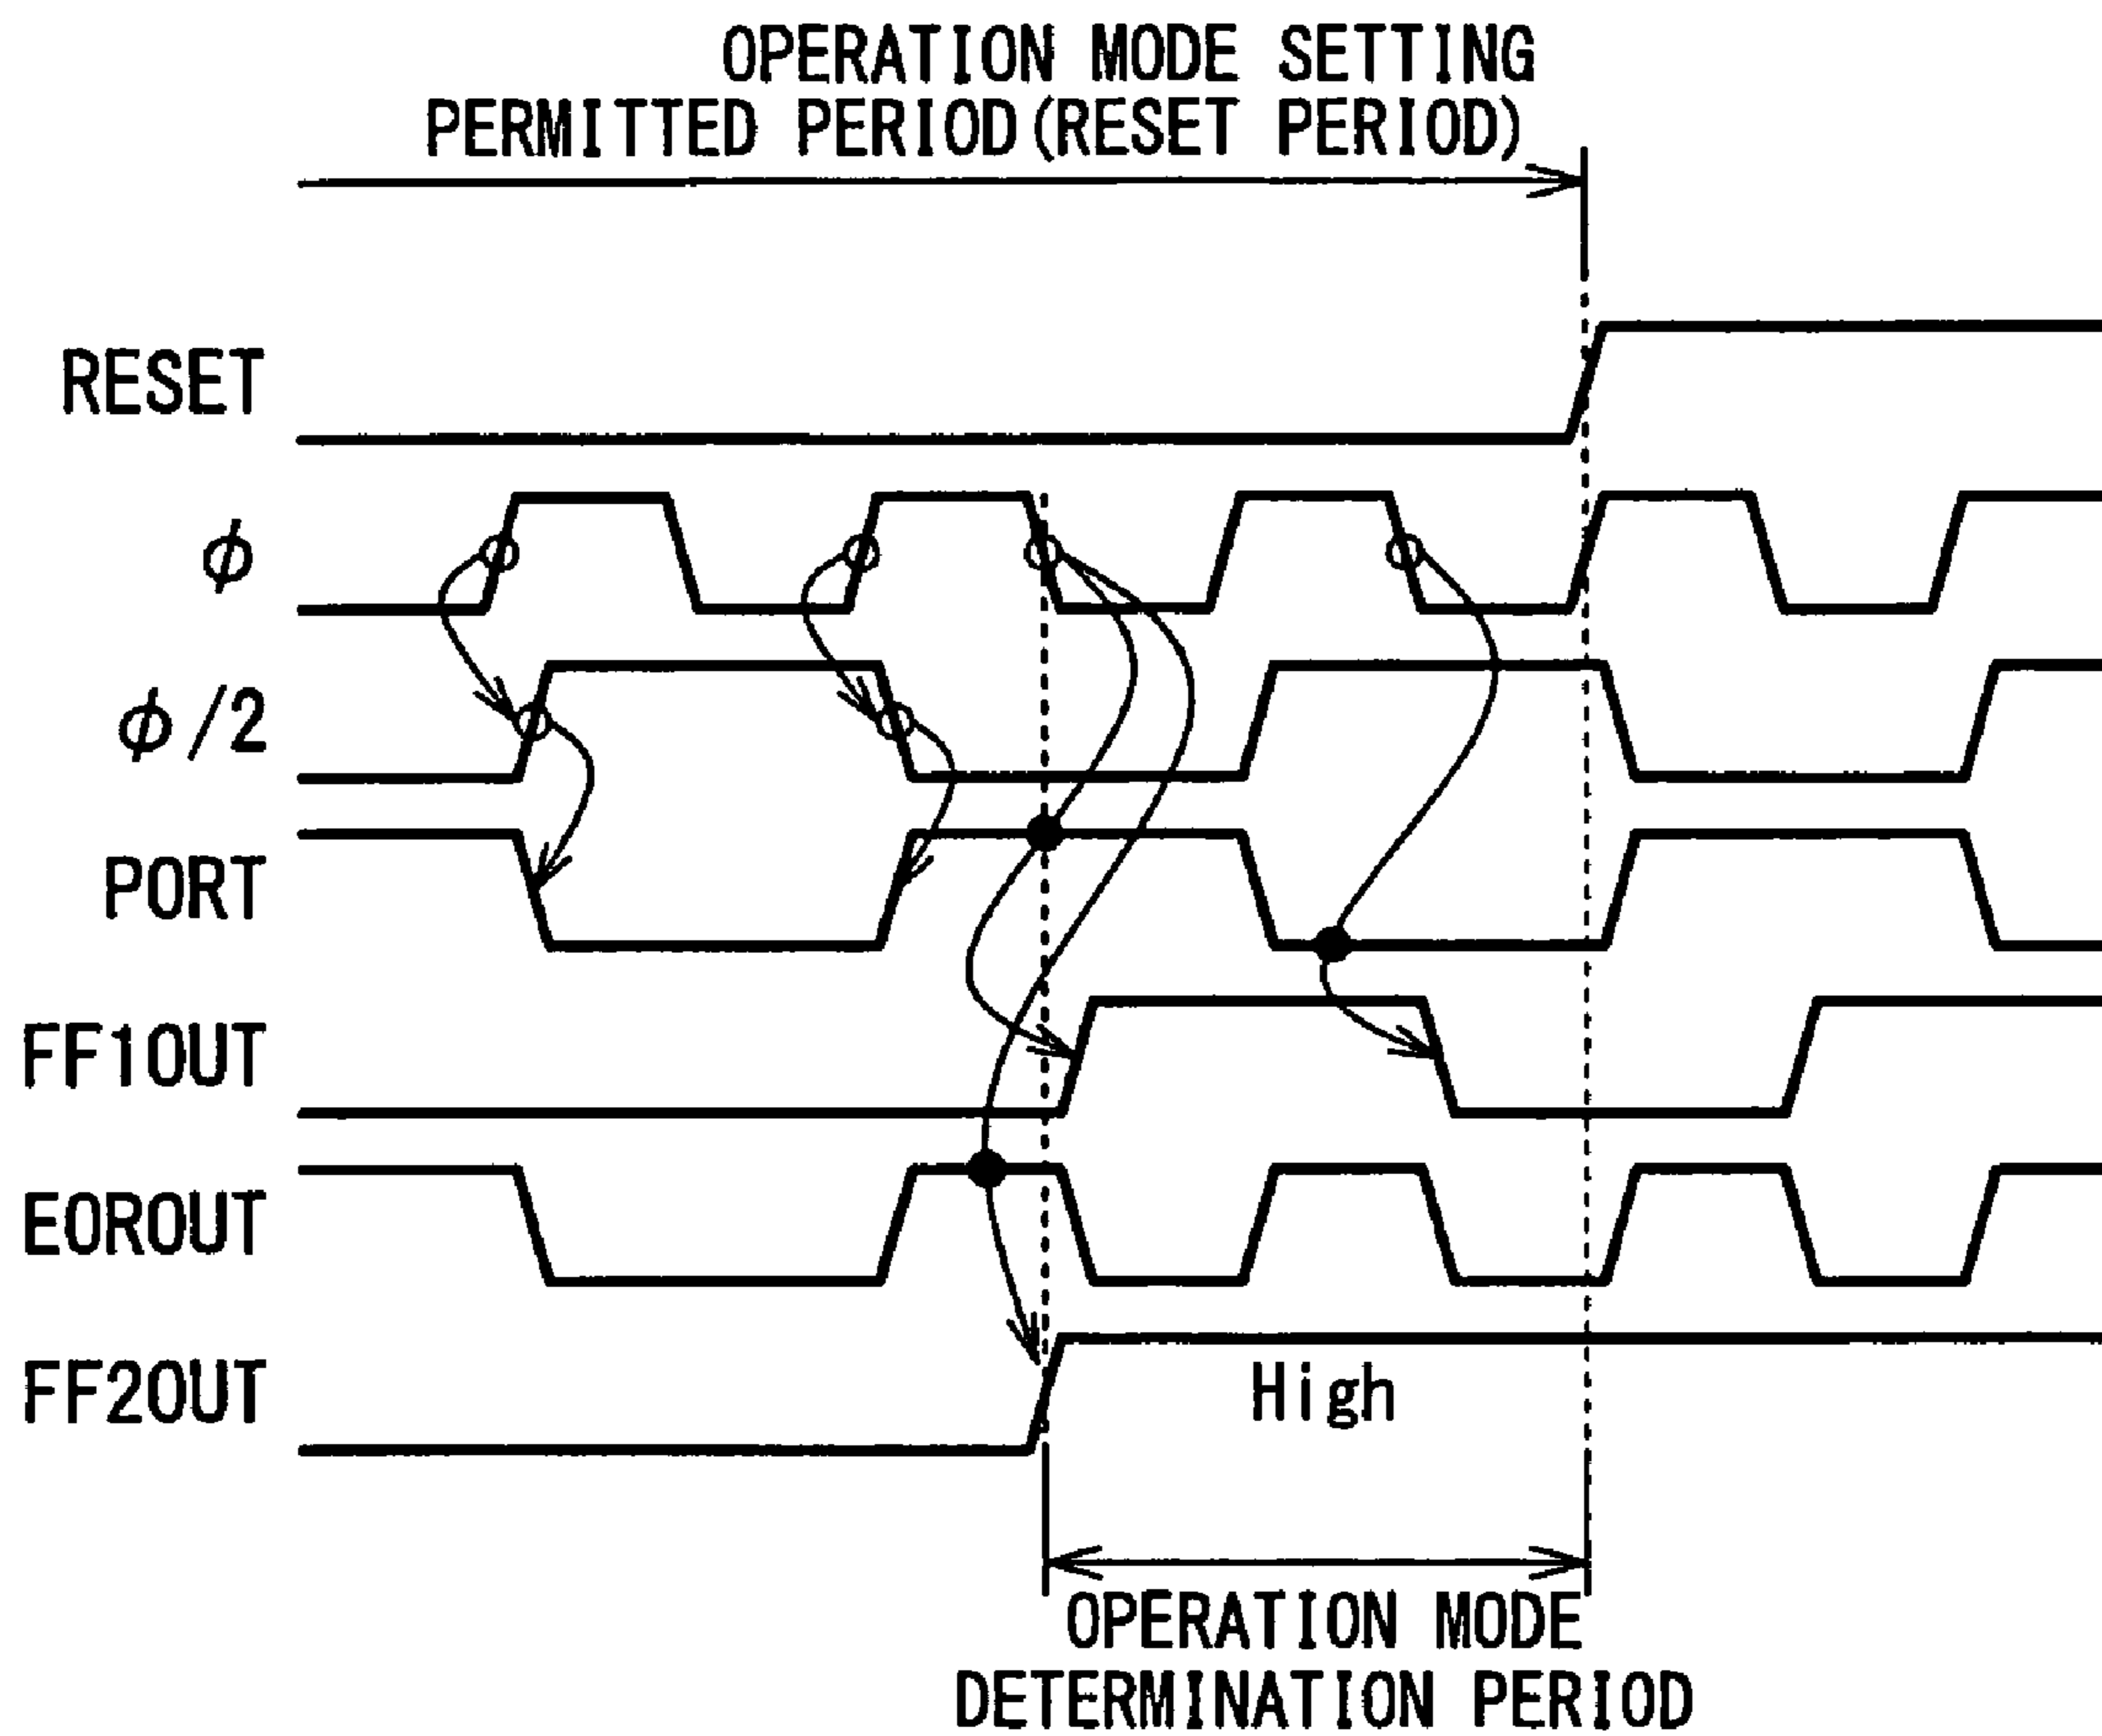 OPERATION MODE SETTING
PERMITTED PERIOD(RESET PERIOD)
RESET
ϕ
ϕ/2
PORT
FF1OUT
EOROUT
FF2OUT
High
OPERATION MODE
DETERMINATION PERIOD